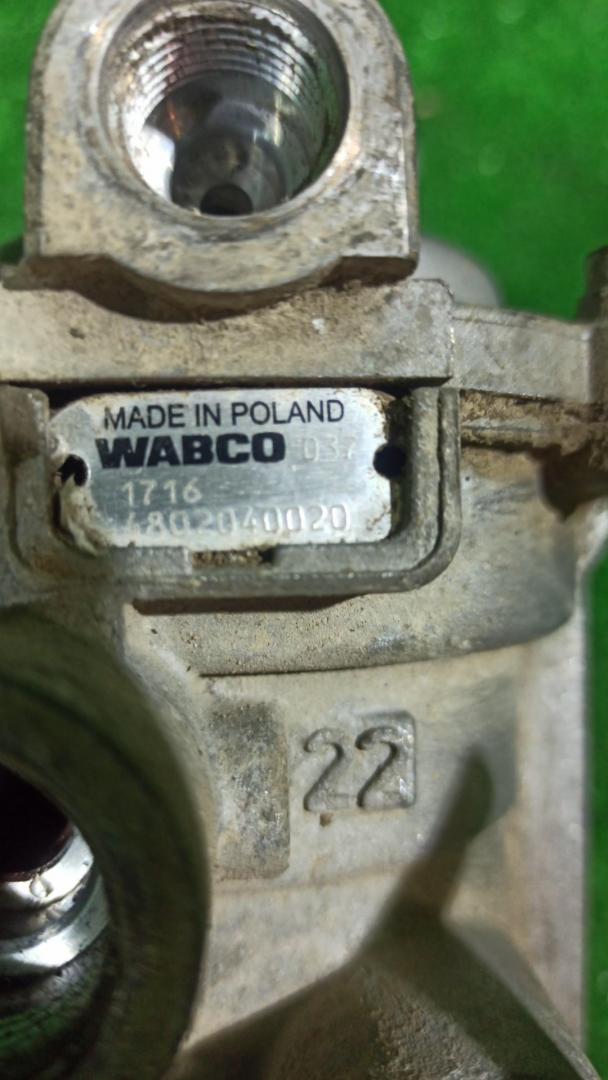 MADE IN POLAND
WABCO 037
1716
4802040020
22